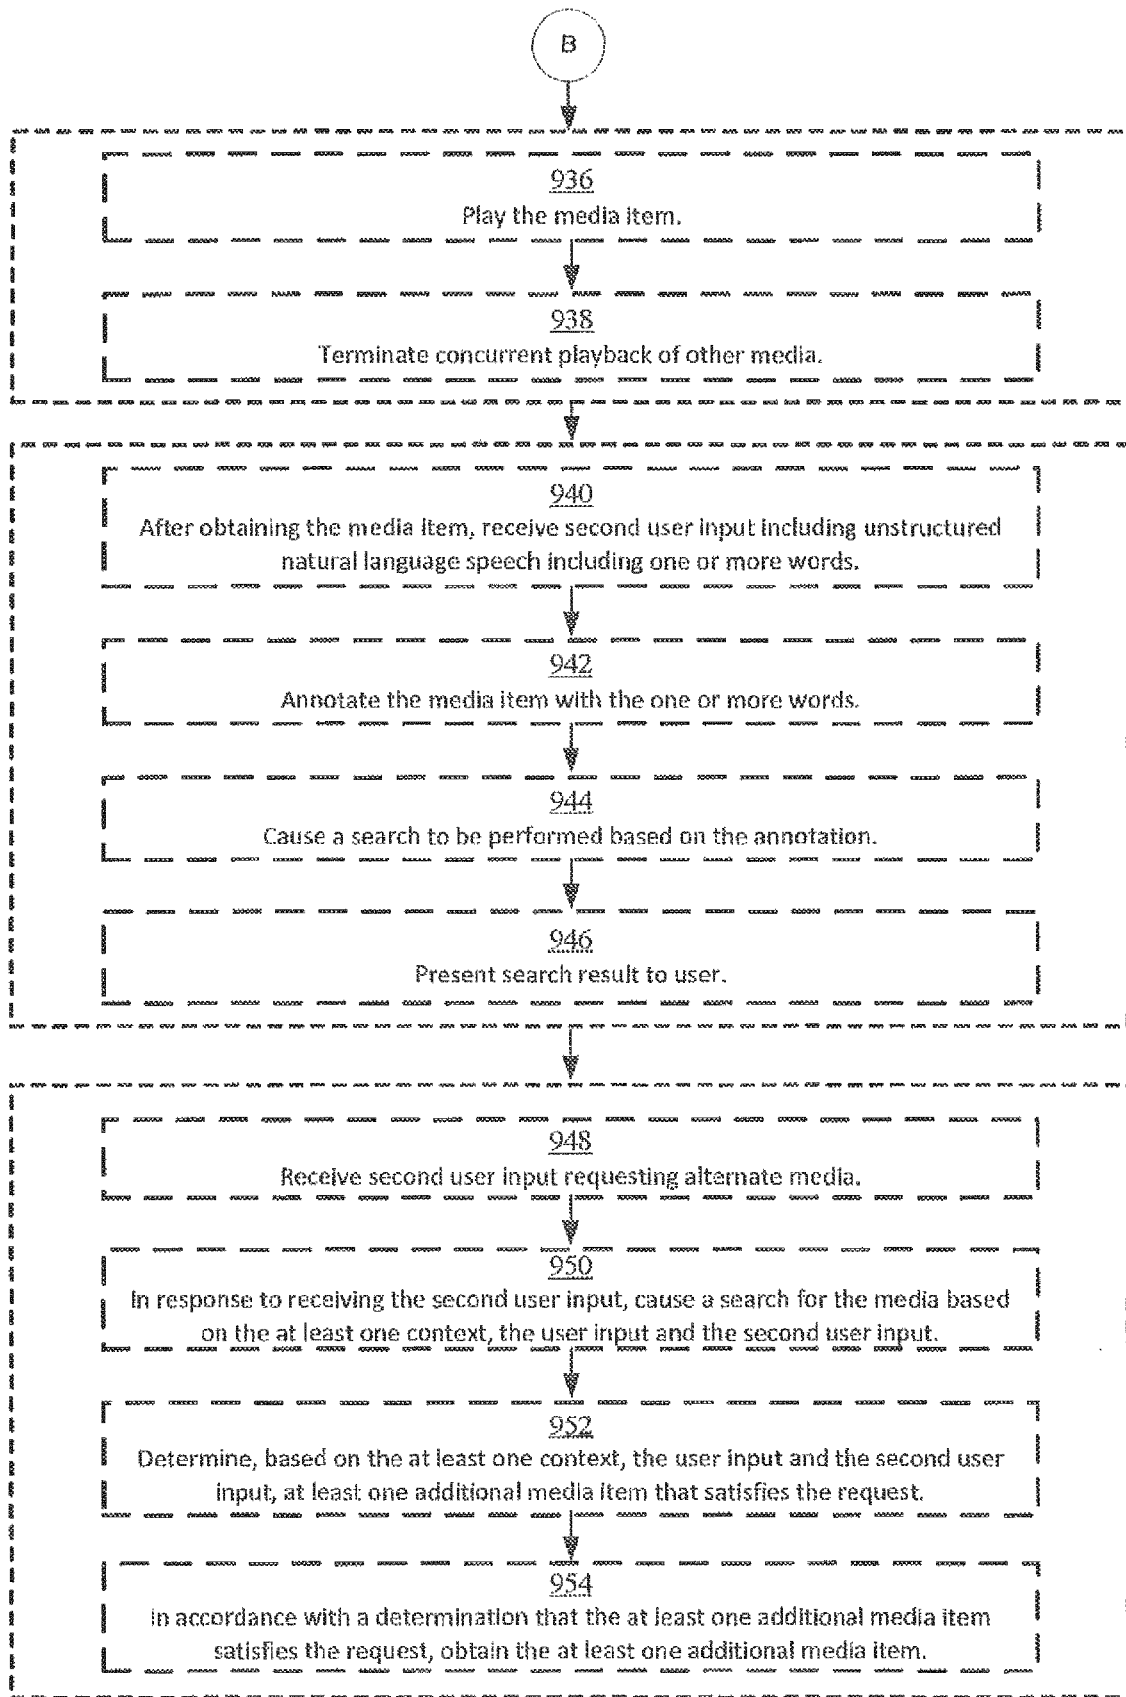 B
936
Play the media item.
938
Terminate concurrent playback of other media.
940
After obtaining the media item, receive second user input including unstructured
natural language speech including one or more words.
942
Annotate the media item with the one or more words.
944
Cause a search to be performed based on the annotation.
946
Present search result to user.
948
Receive second user input requesting alternate media.
950
In response to receiving the second user input, cause a search for the media based
on the at least one context, the user input and the second user input.
952
Determine, based on the at least one context, the user input and the second user
input, at least one additional media item that satisfies the request.
954
In accordance with a determination that the at least one additional media item
satisfies the request, obtain the at least one additional media item.